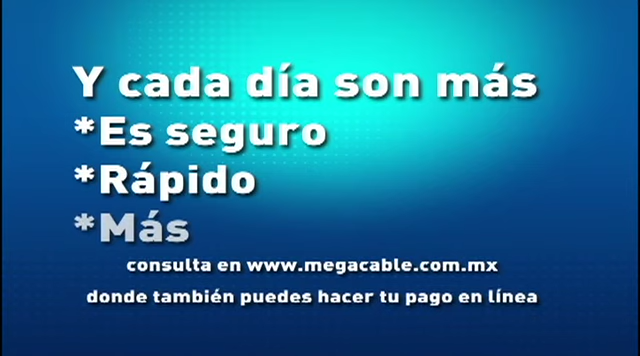 Y cada día son más
*Es seguro
*Rápido
*Más
consulta en www.megacable.com.mx
donde también puedes hacer tu pago en línea